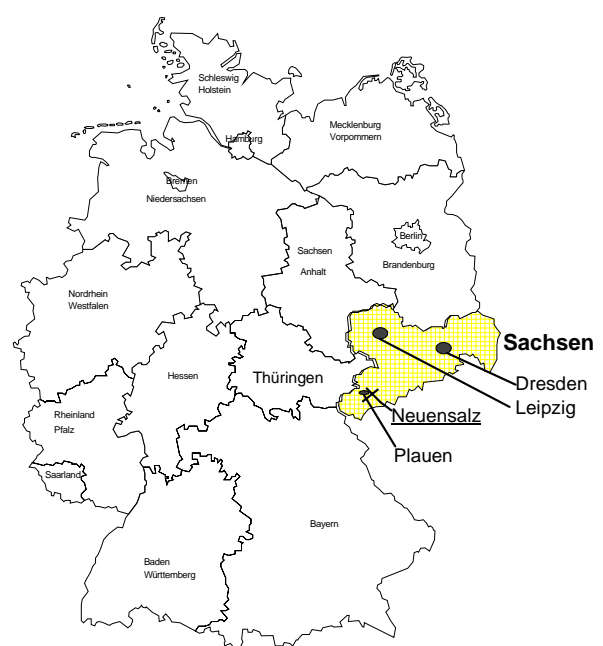 Schleswig
Holstein
Hamburg
Mecklenburg
Vorpommern
Bremen
Niedersachsen
Berlin
Brandenburg
Sachsen
Anhalt
Nordrhein
Westfalen
Sachsen
Hessen
Thüringen
Dresden
Leipzig
Neuensalz
Plauen
Rheinland
Pfalz
Saarland
Bayern
Baden
Württemberg